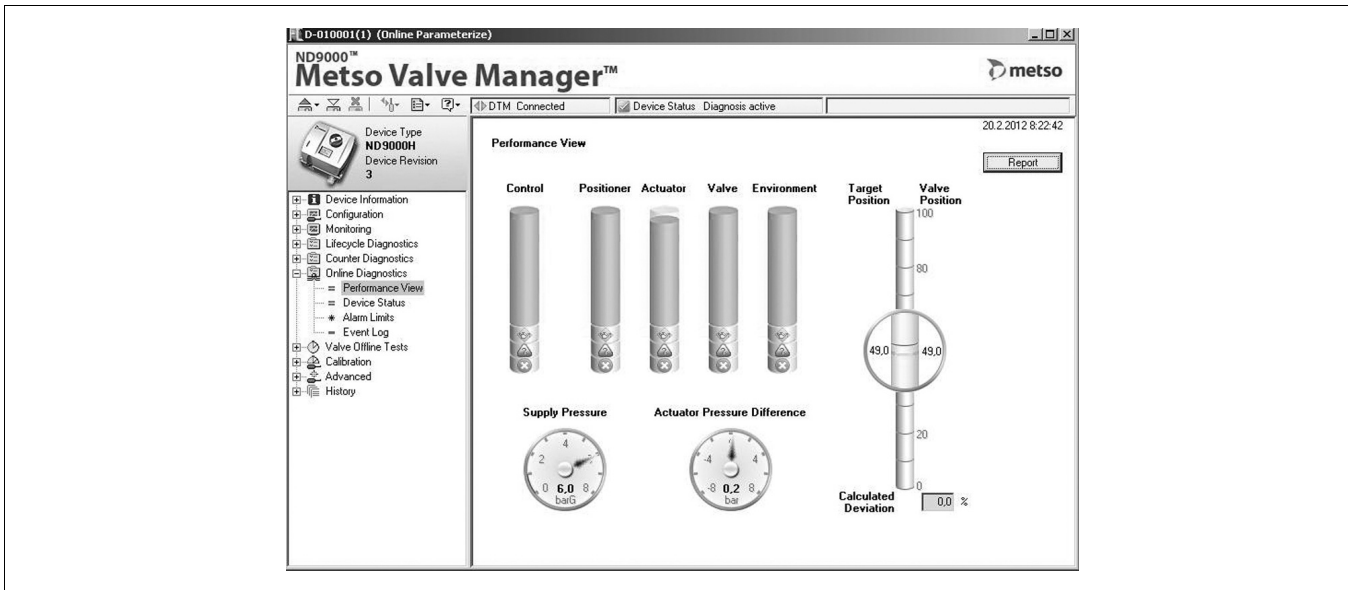 D-010001(1) (Online Parameterize)
ND9000™
Metso Valve Manager™
metso
DTM Connected
Device Status Diagnosis active
Device Type
ND9000H
Device Revision
3
Device Information
Configuration
Monitoring
Lifecycle Diagnostics
Counter Diagnostics
Online Diagnostics
Performance View
Device Status
Alarm Limits
Event Log
Valve Offline Tests
Calibration
Advanced
History
20.2.2012 8:22:42
Performance View
Report
Control Positioner Actuator Valve Environment
Target Position
Valve Position
100
80
49,0 49,0
20
0
Supply Pressure
2 4
0 6,0 8
barG
Actuator Pressure Difference
-4 4
-8 0,2 8
bar
Calculated Deviation
0,0 %